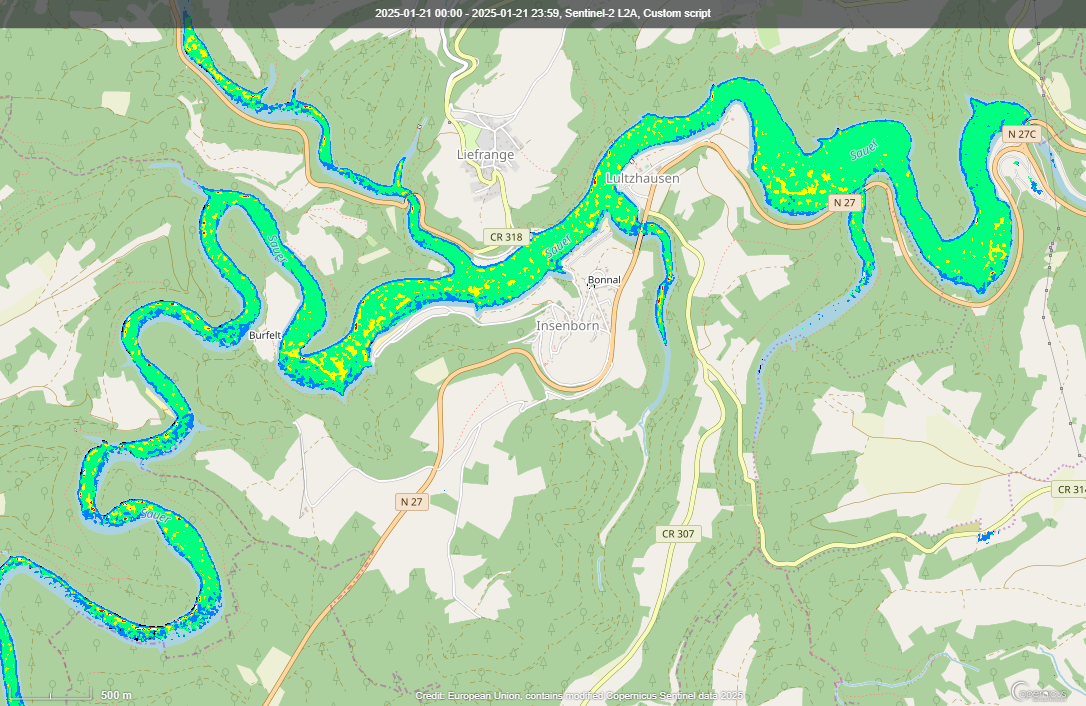 2025-01-21 00:00 - 2025-01-21 23:59, Sentinel-2 L2A, Custom script
N 27C
Sauer
Liefrange
Lultzhausen
N 27
CR 318
Sauer
Sauer
Bonnal
Insenborn
Burfelt
CR 314
N 27
Sauer
CR 307
500 m
Credit: European Union, contains modified Copernicus Sentinel data 2025